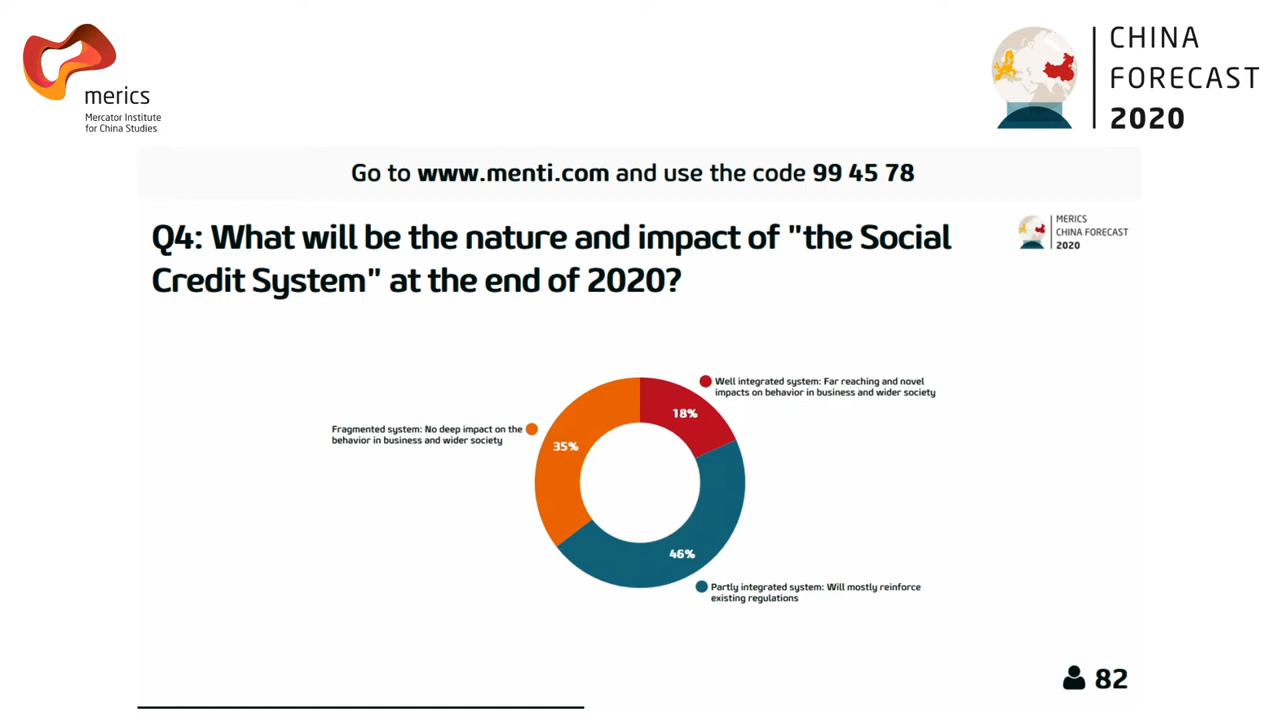 merics
Mercator Institute
for China Studies
CHINA
FORECAST
2020
Go to www.menti.com and use the code 99 45 78
Q4: What will be the nature and impact of "the Social
Credit System" at the end of 2020?
MERICS
CHINA FORECAST
2020
Well integrated system: Far reaching and novel
impacts on behavior in business and wider society
18%
Fragmented system: No deep impact on the
behavior in business and wider society
35%
46%
Partly integrated system: Will mostly reinforce
existing regulations
82